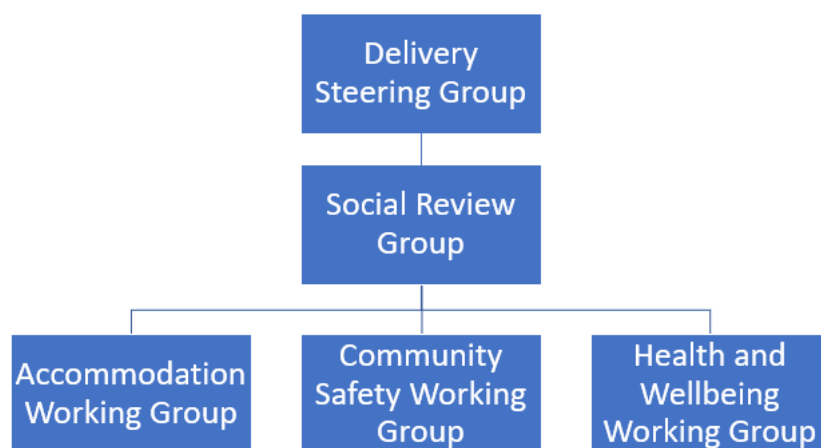 Delivery
Steering Group
Social Review
Group
Accommodation
Working Group
Community
Safety Working
Group
Health and
Wellbeing
Working Group